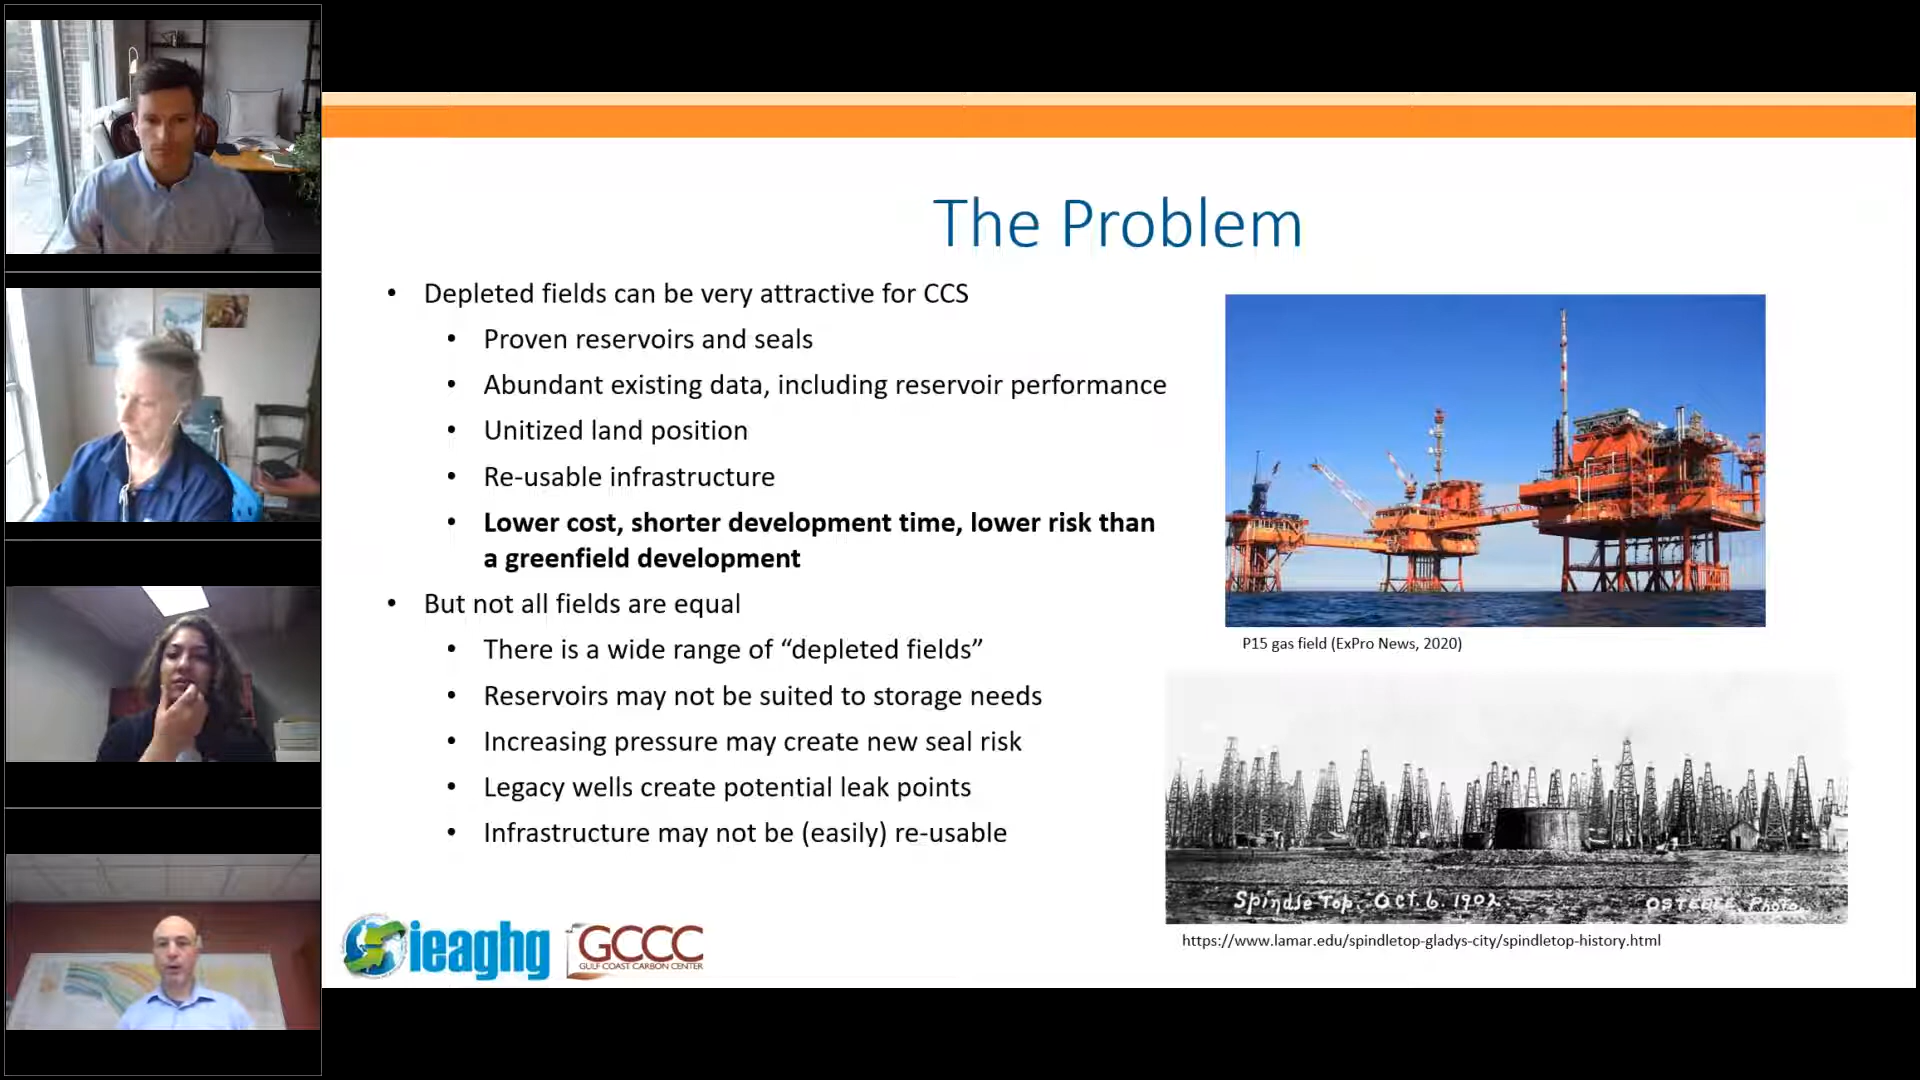 The Problem
• Depleted fields can be very attractive for CCS
• Proven reservoirs and seals
• Abundant existing data, including reservoir performance
• Unitized land position
• Re-usable infrastructure
• Lower cost, shorter development time, lower risk than
a greenfield development
• But not all fields are equal
• There is a wide range of “depleted fields”
• Reservoirs may not be suited to storage needs
• Increasing pressure may create new seal risk
• Legacy wells create potential leak points
• Infrastructure may not be (easily) re-usable
P15 gas field (ExPro News, 2020)
Spindle Top. Oct. 6. 1902.
Photo.
https://www.lamar.edu/spindletop-gladys-city/spindletop-history.html
ieaghg
GCCC
GULF COAST CARBON CENTER